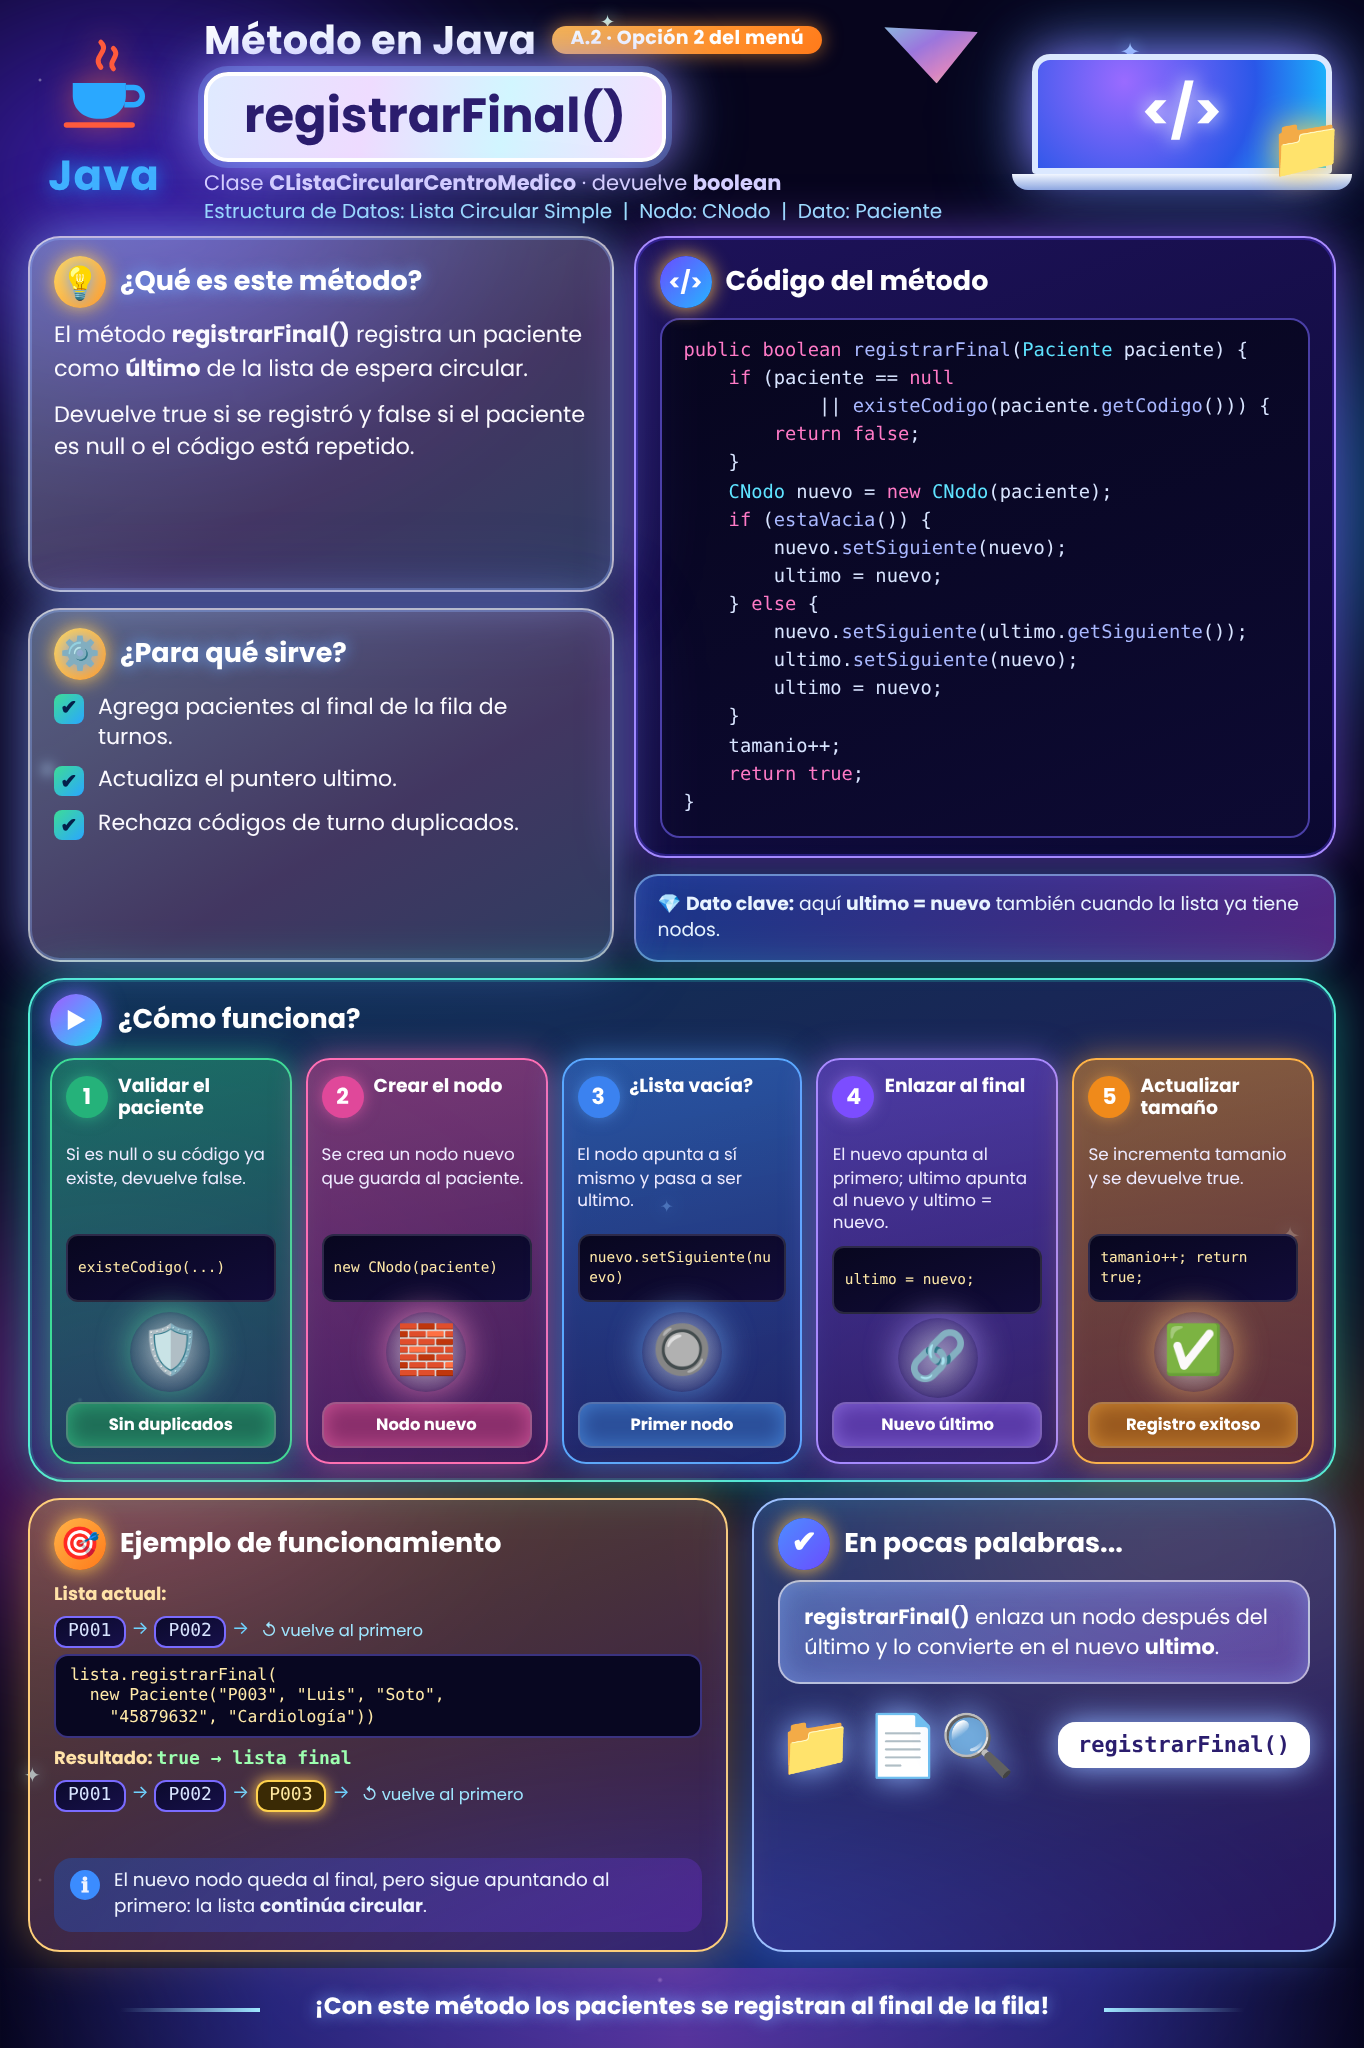 Java
Método en Java
A.2 · Opción 2 del menú
registrarFinal()
Clase CListaCircularCentroMedico · devuelve boolean
Estructura de Datos: Lista Circular Simple | Nodo: CNodo | Dato: Paciente
</>
¿Qué es este método?
El método registrarFinal() registra un paciente
como último de la lista de espera circular.
Devuelve true si se registró y false si el paciente
es null o el código está repetido.
¿Para qué sirve?
✔ Agrega pacientes al final de la fila de
turnos.
✔ Actualiza el puntero ultimo.
✔ Rechaza códigos de turno duplicados.
</> Código del método
public boolean registrarFinal(Paciente paciente) {
    if (paciente == null
            || existeCodigo(paciente.getCodigo())) {
        return false;
    }
    CNodo nuevo = new CNodo(paciente);
    if (estaVacia()) {
        nuevo.setSiguiente(nuevo);
        ultimo = nuevo;
    } else {
        nuevo.setSiguiente(ultimo.getSiguiente());
        ultimo.setSiguiente(nuevo);
        ultimo = nuevo;
    }
    tamanio++;
    return true;
}
💎 Dato clave: aquí ultimo = nuevo también cuando la lista ya tiene
nodos.
¿Cómo funciona?
1 Validar el
paciente
Si es null o su código ya
existe, devuelve false.
existeCodigo(...)
Sin duplicados
2 Crear el nodo
Se crea un nodo nuevo
que guarda al paciente.
new CNodo(paciente)
Nodo nuevo
3 ¿Lista vacía?
El nodo apunta a sí
mismo y pasa a ser
ultimo.
nuevo.setSiguiente(nu
evo)
Primer nodo
4 Enlazar al final
El nuevo apunta al
primero; ultimo apunta
al nuevo y ultimo =
nuevo.
ultimo = nuevo;
Nuevo último
5 Actualizar
tamaño
Se incrementa tamanio
y se devuelve true.
tamanio++; return
true;
Registro exitoso
Ejemplo de funcionamiento
Lista actual:
P001 → P002 → ↺ vuelve al primero
lista.registrarFinal(
  new Paciente("P003", "Luis", "Soto",
    "45879632", "Cardiología"))
Resultado: true → lista final
P001 → P002 → P003 → ↺ vuelve al primero
El nuevo nodo queda al final, pero sigue apuntando al
primero: la lista continúa circular.
✔ En pocas palabras...
registrarFinal() enlaza un nodo después del
último y lo convierte en el nuevo ultimo.
registrarFinal()
¡Con este método los pacientes se registran al final de la fila!